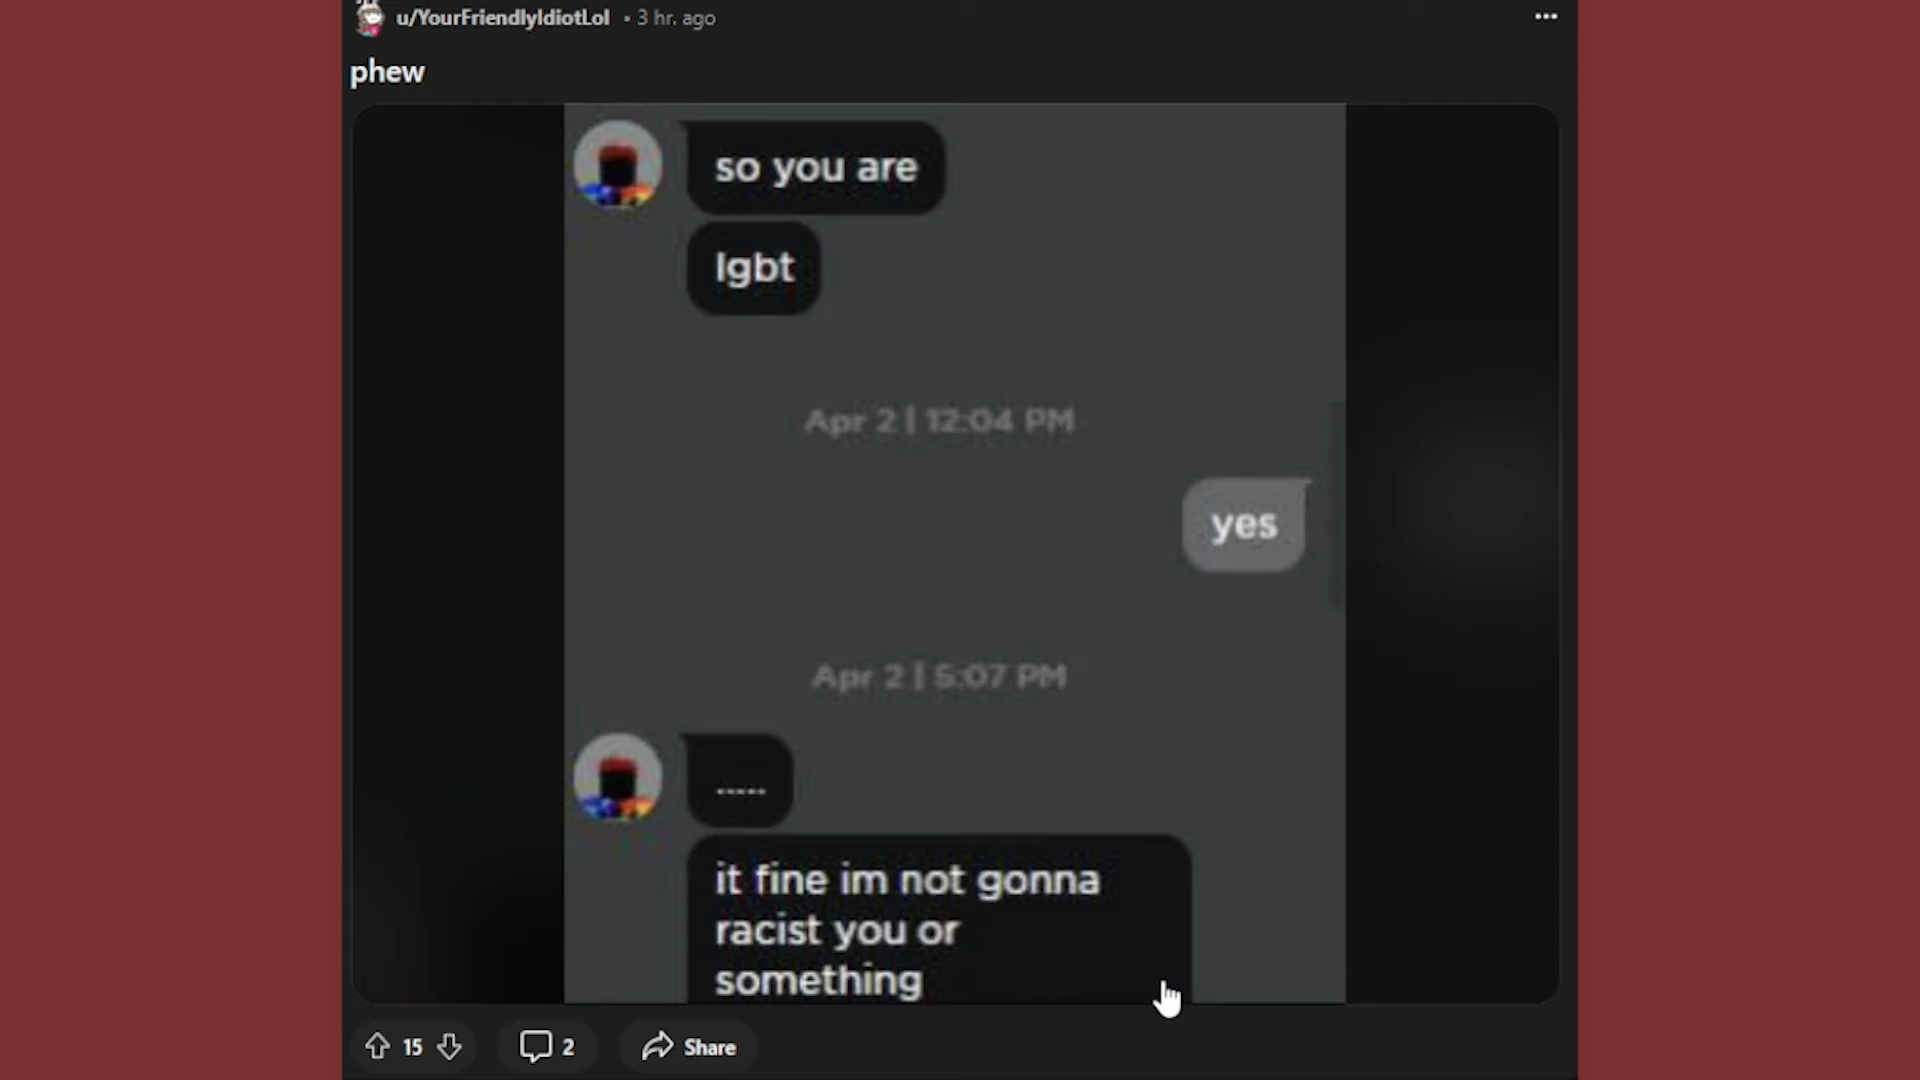 u/YourFriendlyIdiotLol • 3 hr. ago
phew
so you are
lgbt
Apr 2 | 12:04 PM
yes
Apr 2 | 5:07 PM
.....
it fine im not gonna
racist you or
something
15
2
Share